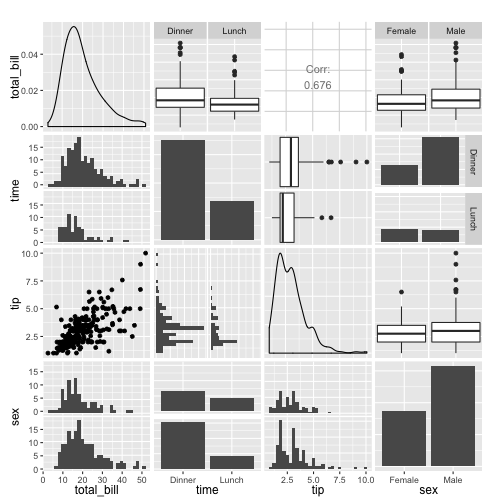 Dinner Lunch Female Male
total_bill
0.04
0.02
0.00
Corr:
0.676
time
15
10
5
0
Dinner
15
10
5
0
Lunch
tip
10.0
7.5
5.0
2.5
sex
15
10
5
0
15
10
5
0
0 10 20 30 40 50 Dinner Lunch 2.5 5.0 7.5 10.0 Female Male
total_bill time tip sex